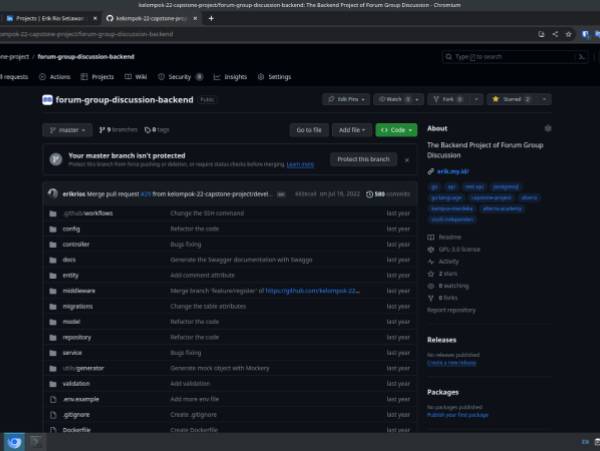 kelompok-22-capstone-project/forum-group-discussion-backend: The Backend Project of Forum Group Discussion - Chromium
Projects | Erik Rio Setiawan
kelompok-22-capstone-proj
ompok-22-capstone-project/forum-group-discussion-backend
ne-project / forum-group-discussion-backend
Type / to search
ll requests
Actions
Projects
Wiki
Security 0
Insights
Settings
forum-group-discussion-backend Public
Edit Pins
Watch 0
Fork 0
Starred 2
master
9 branches
0 tags
Go to file
Add file
Code
Your master branch isn't protected
Protect this branch from force pushing or deletion, or require status checks before merging. Learn more
Protect this branch
erikrios Merge pull request #29 from kelompok-22-capstone-project/devel...
on Jul 16, 2022
580 commits
.github/workflows Change the SSH command last year
config Refactor the code last year
controller Bugs fixing last year
docs Generate the Swagger documentation with Swaggo last year
entity Add comment attribute last year
middleware Merge branch 'feature/register' of https://github.com/kelompok-22... last year
migrations Change the table attributes last year
model Refactor the code last year
repository Refactor the code last year
service Bugs fixing last year
utils/generator Generate mock object with Mockery last year
validation Add validation last year
.env.example Add more env file last year
.gitignore Create .gitignore last year
Dockerfile Create Dockerfile last year
About
The Backend Project of Forum Group
Discussion
erik.my.id/
go api rest-api postgresql
go-language capstone-project alterra
kampus-merdeka alterra-academy
studi-independen
Readme
GPL-3.0 license
Activity
2 stars
0 watching
0 forks
Report repository
Releases
No releases published
Create a new release
Packages
No packages published
Publish your first package
EN